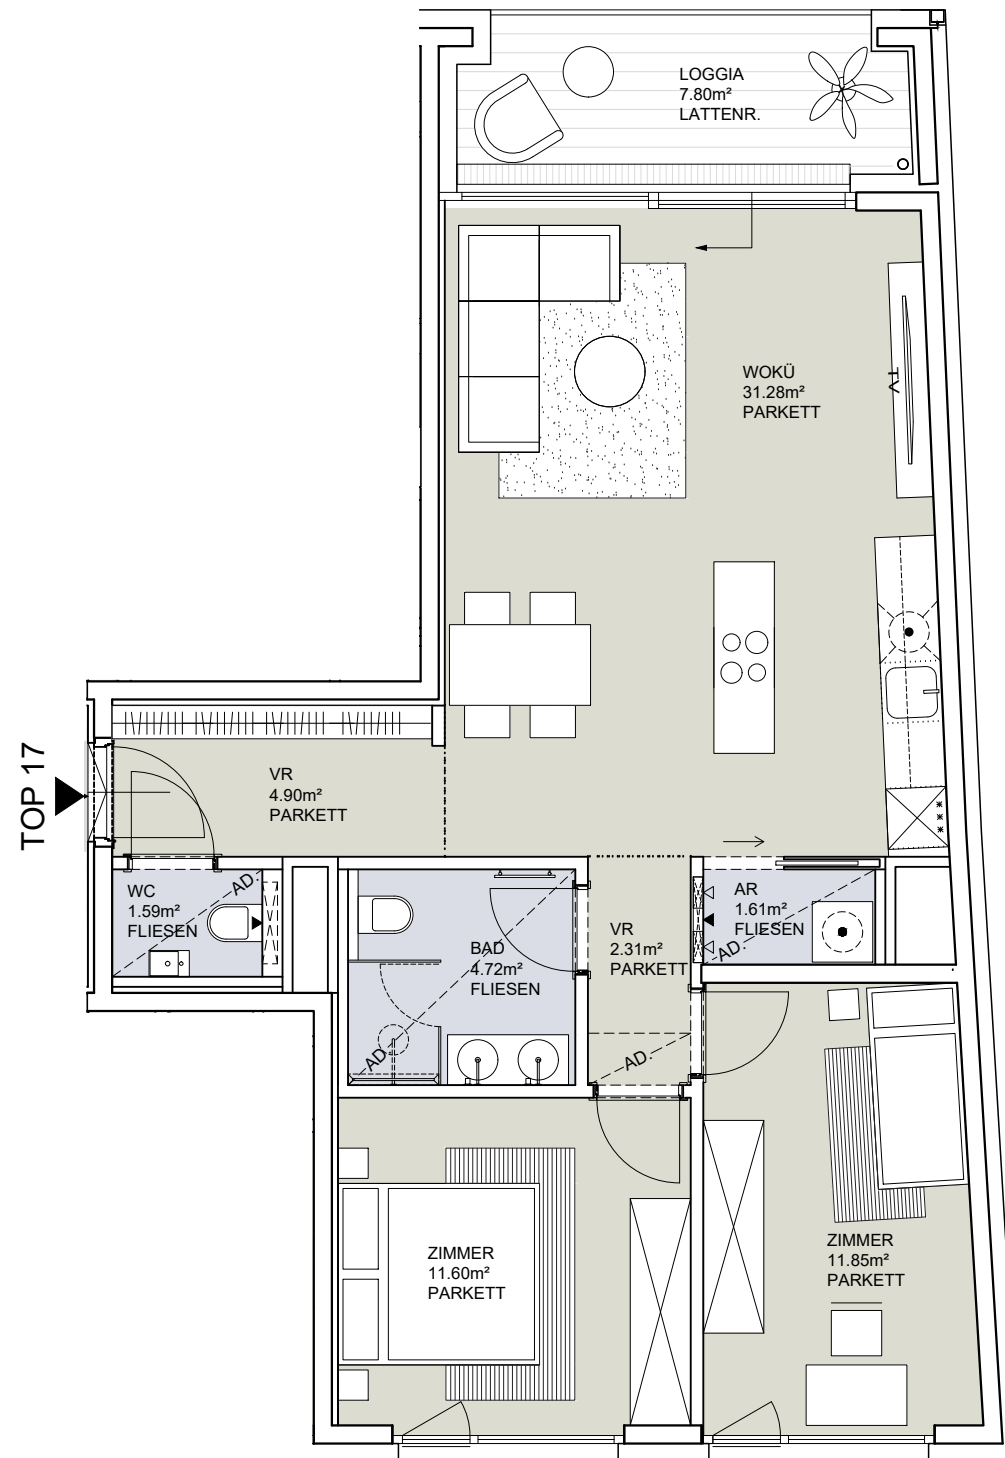 LOGGIA
7.80m²
LATTENR.
WOKÜ
31.28m²
PARKETT
TV
TOP 17
VR
4.90m²
PARKETT
WC
1.59m²
FLIESEN
AD.
BAD
4.72m²
FLIESEN
AD.
VR
2.31m²
PARKETT
AD.
AR
1.61m²
FLIESEN
AD.
ZIMMER
11.60m²
PARKETT
ZIMMER
11.85m²
PARKETT